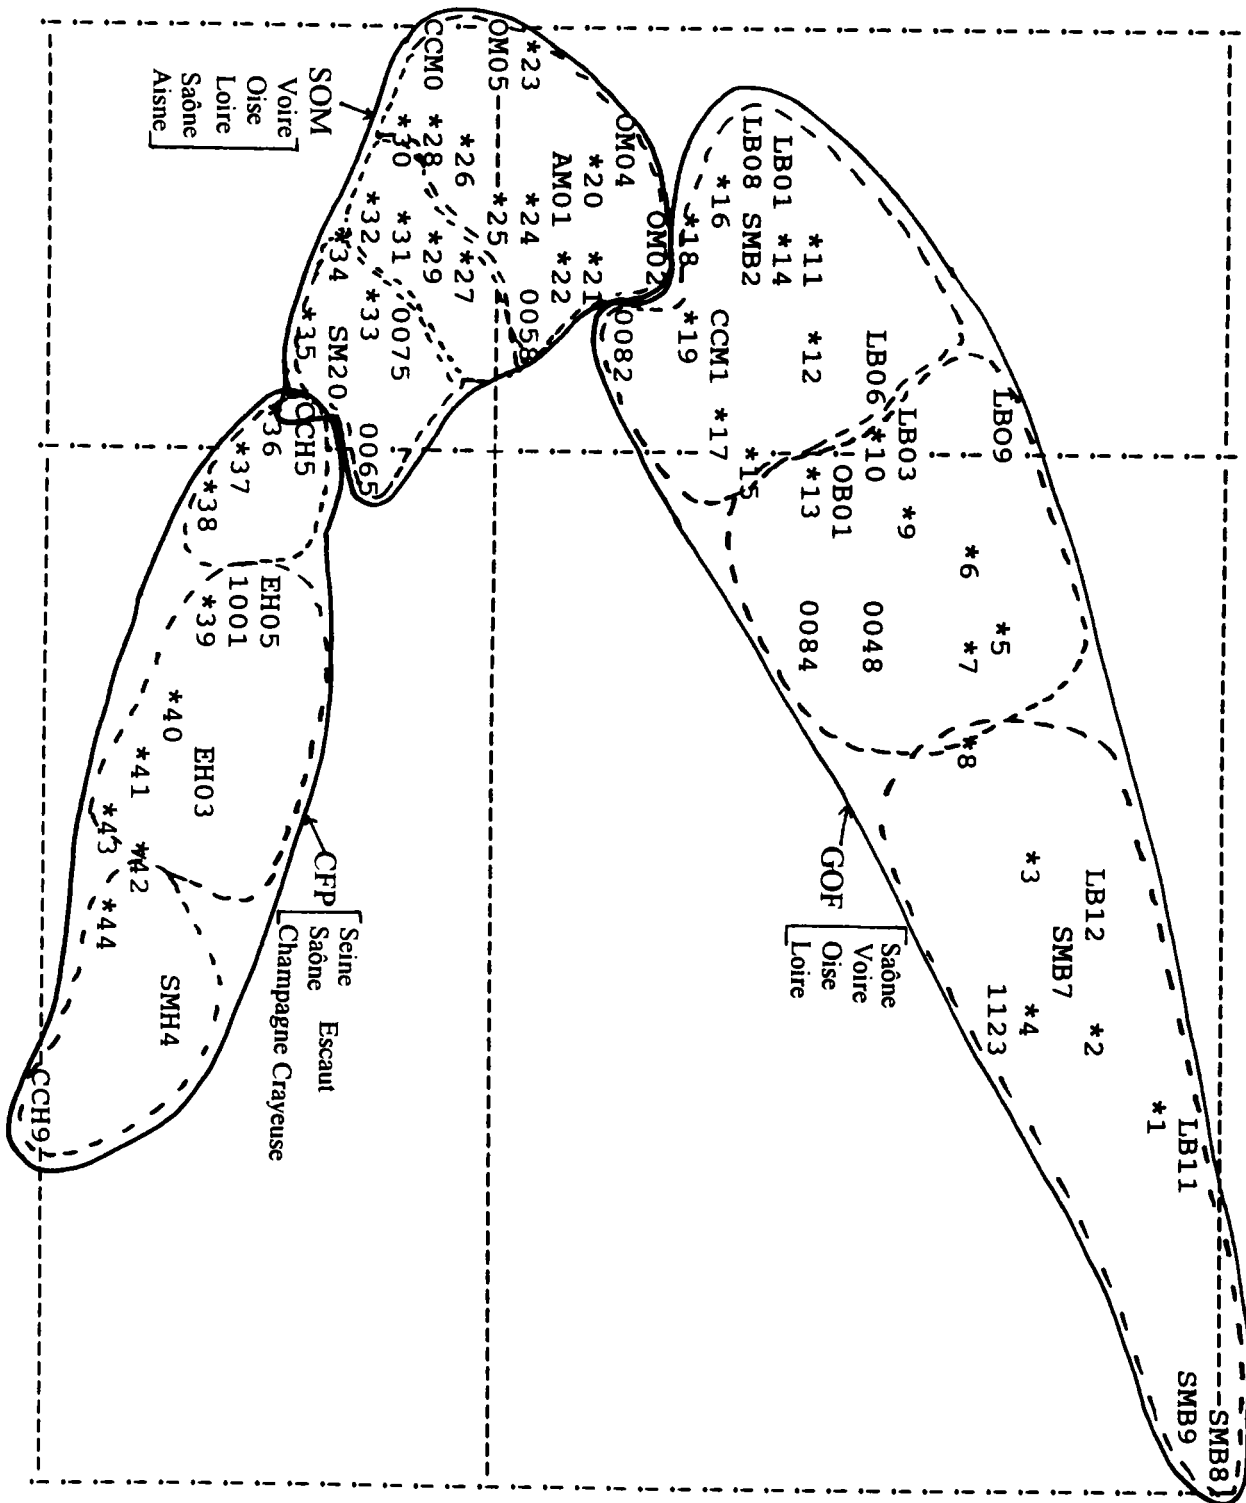 SMB8
LB11 SMB9
*1
LB12 *2
SMB7
*3 *4
LB09 *5 1123
*6 *7 *8
LB03 *9
LB06 *10 0048
OB01
*11 *12 *13 0084
GOF
Saône
Voire
Oise
Loire
LB01 *14
LB08 SMB2 *15
*16 CCM1 *17
*18 *19
OM02
OM04 0082
*20 *21
AM01 *22
*23 *24 0058
OM05 *25
*26 *27
CCM0 *28 *29
*30 *31 0075
*32 *33 0065
*34 SM20
*35 CCH5
SOM
Voire
Oise
Loire
Saône
Aisne
CFP
Seine
Saône Escaut
Champagne Crayeuse
*36 EH05
*37 1001
*38 *39 EH03
*40 SMH4
*41 *42
*43 *44
CCH9